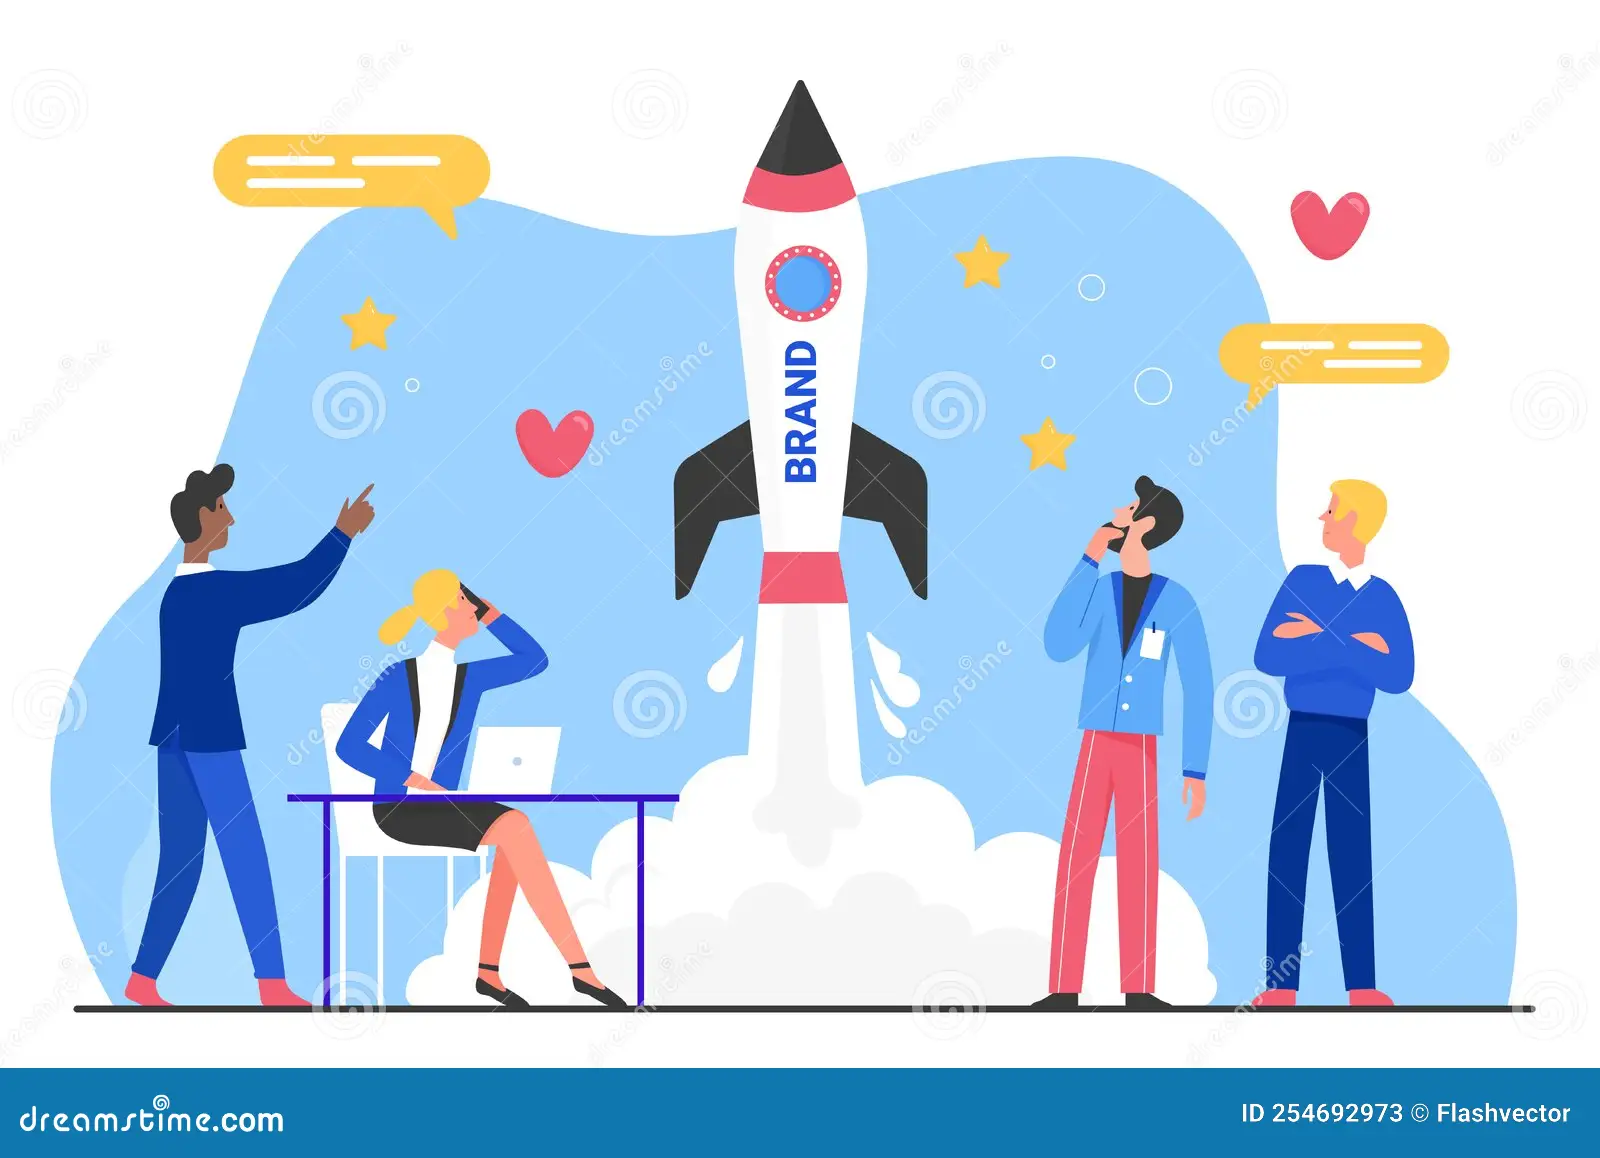 BRAND
dreamstime.com
ID 254692973 © Flashvector